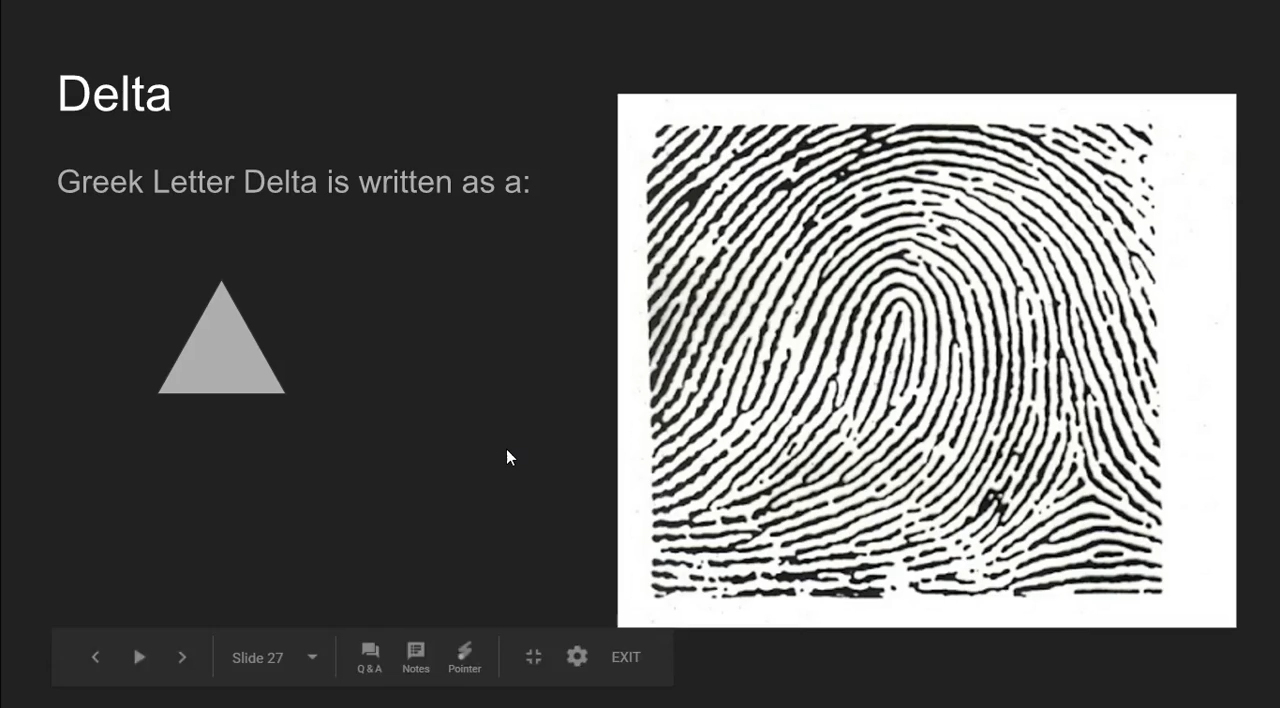 Delta
Greek Letter Delta is written as a:
Slide 27
Q & A
Notes
Pointer
EXIT